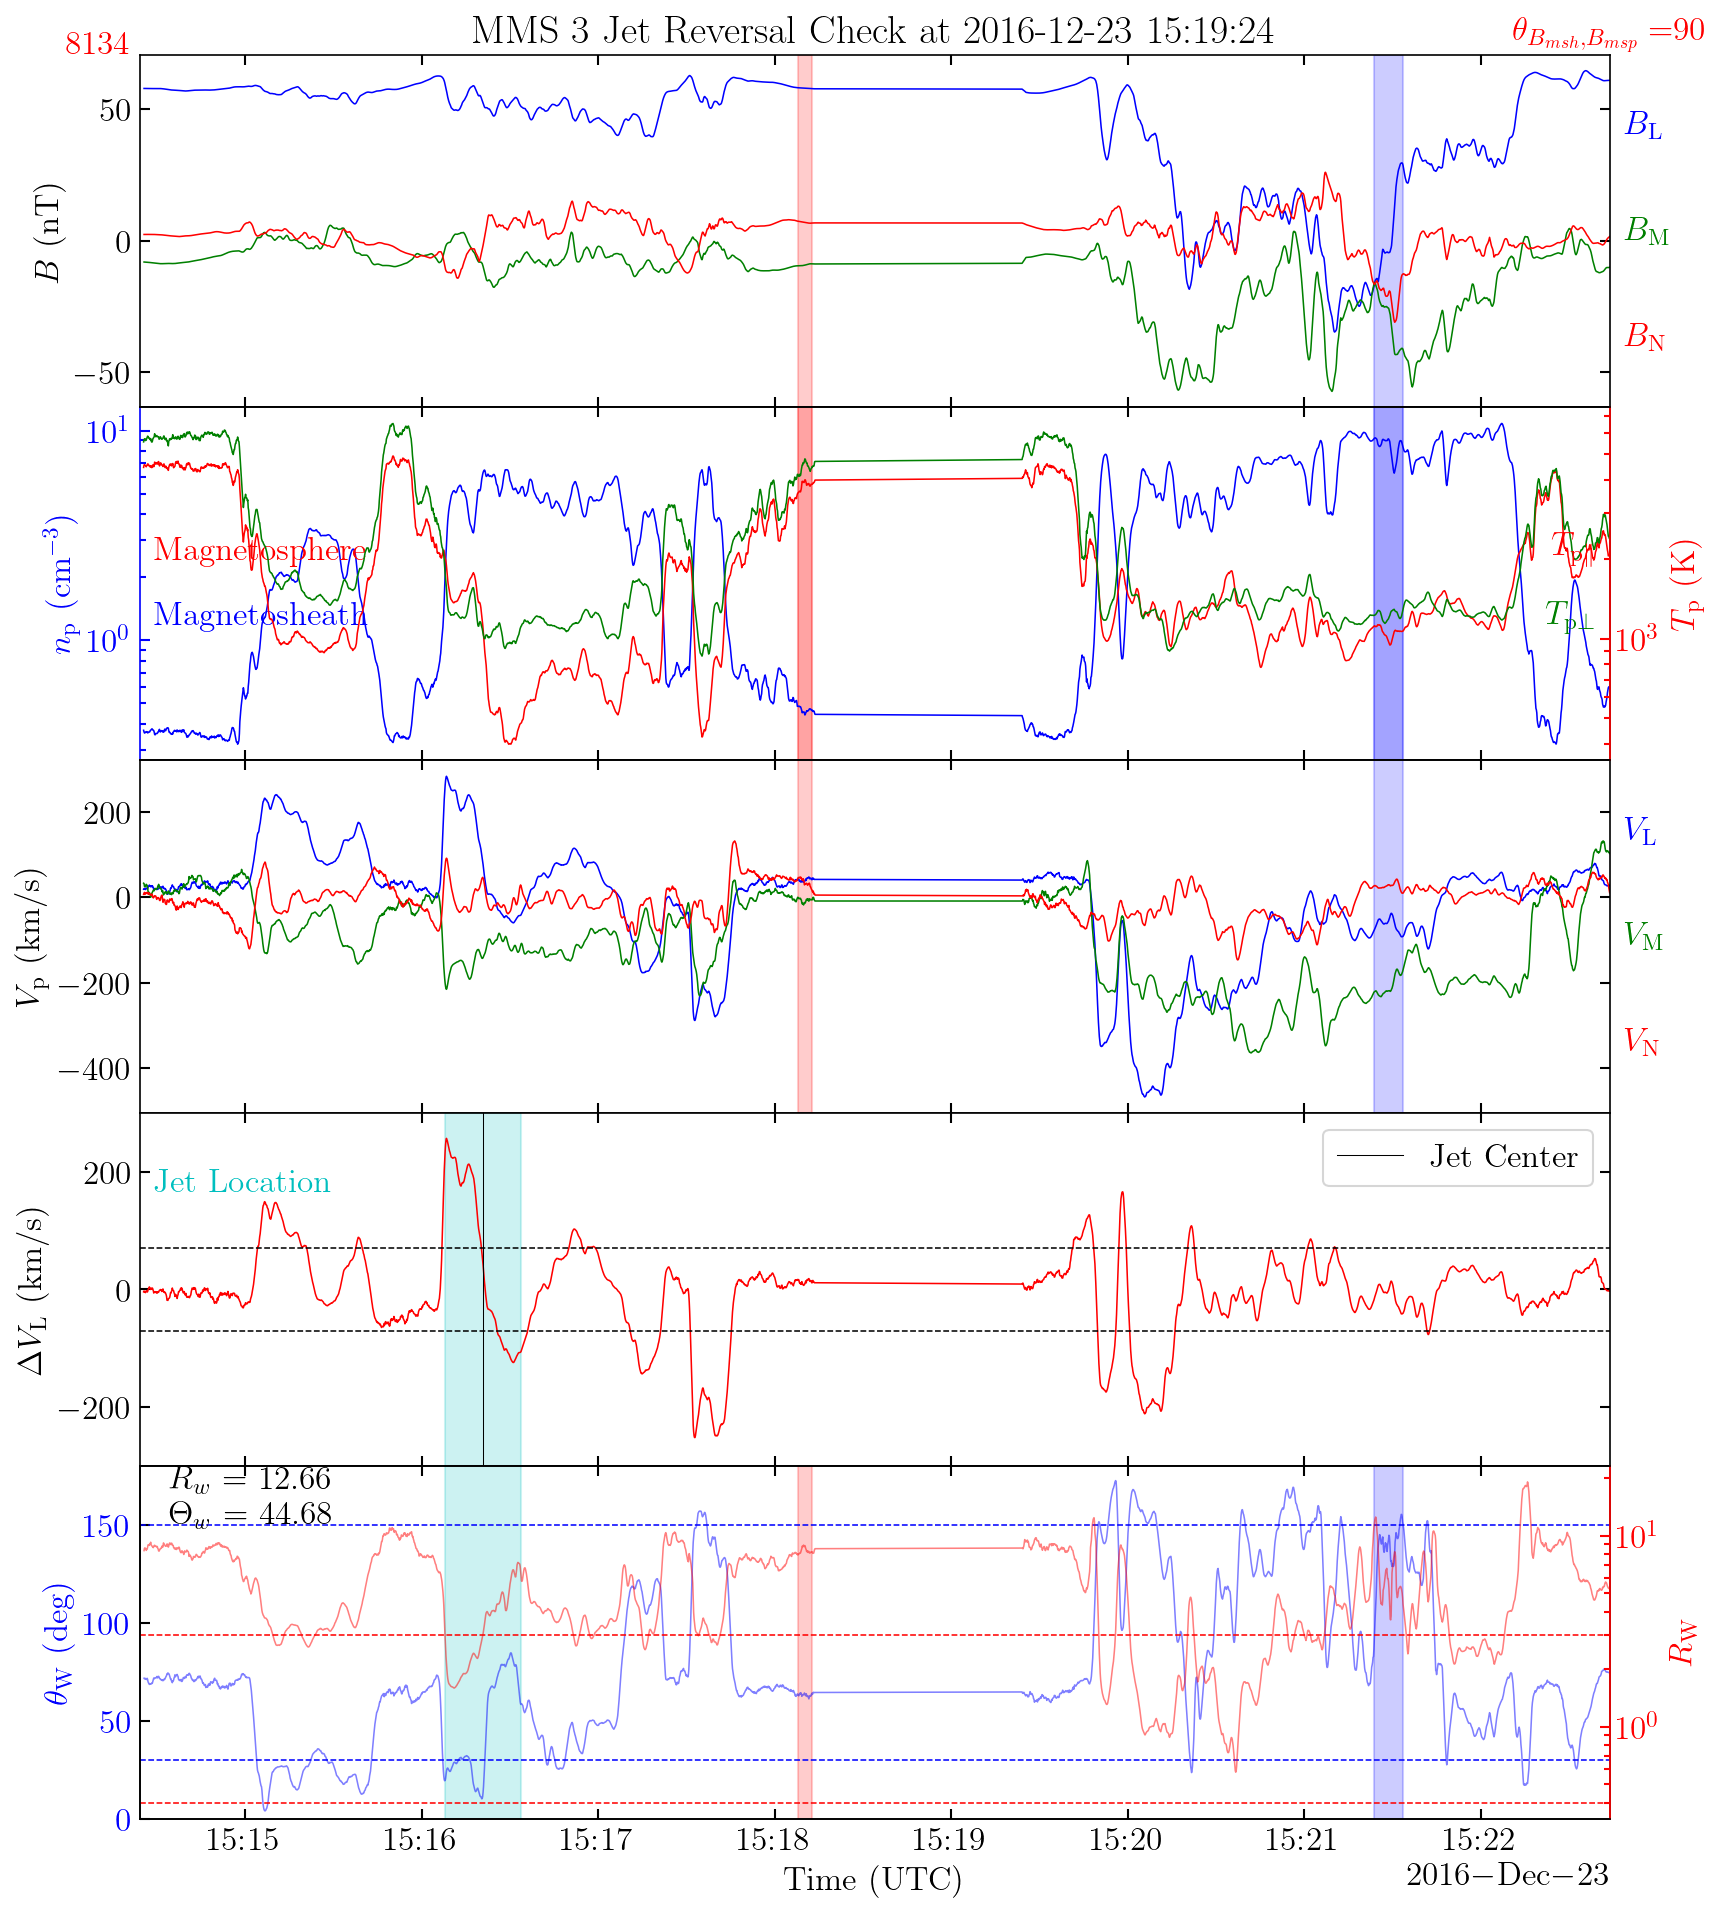 MMS 3 Jet Reversal Check at 2016-12-23 15:19:24
8134
θ_{B_{msh},B_{msp}} =90
50
0
−50
B (nT)
B_L
B_M
B_N
10^1
10^0
n_p (cm^{−3})
Magnetosphere
Magnetosheath
T_{p∥}
T_{p⊥}
10^3
T_p (K)
200
0
−200
−400
V_p (km/s)
V_L
V_M
V_N
200
0
−200
ΔV_L (km/s)
Jet Location
Jet Center
R_w = 12.66
Θ_w = 44.68
150
100
50
0
θ_W (deg)
10^1
10^0
R_W
15:15 15:16 15:17 15:18 15:19 15:20 15:21 15:22
Time (UTC)
2016−Dec−23